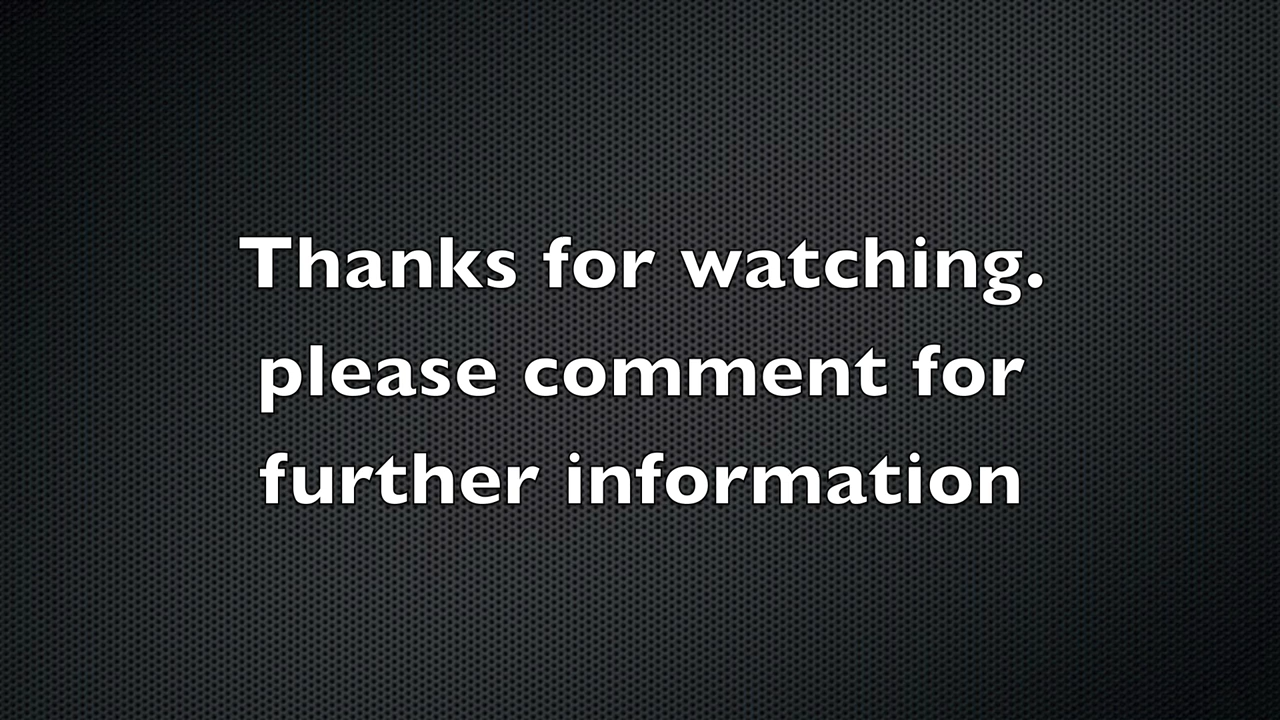 Thanks for watching.
please comment for
further information